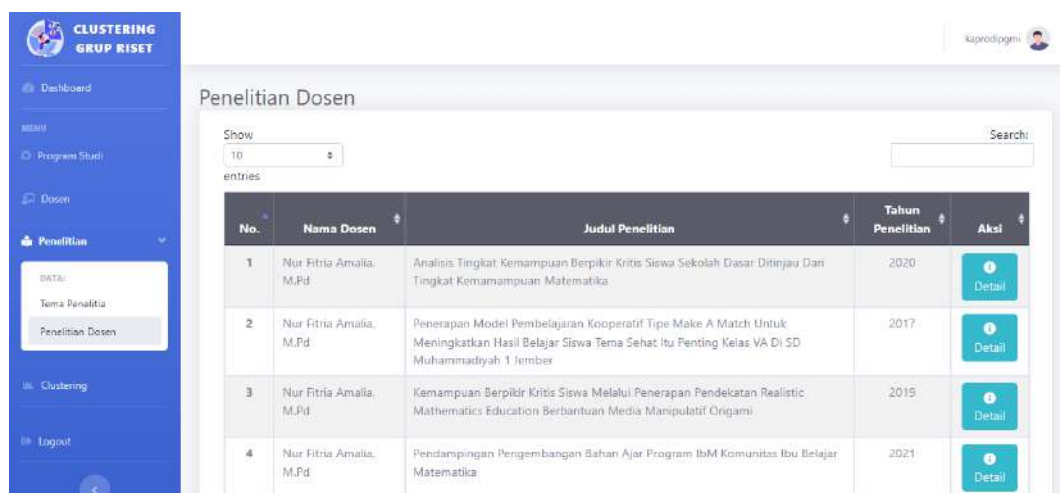 CLUSTERING
GRUP RISET
kaprodipgmi
Dashboard
MENU
Program Studi
Dosen
Penelitian
DATA:
Tema Penelitia
Penelitian Dosen
Clustering
Logout
Penelitian Dosen
Show
10
entries
Search:
No.
Nama Dosen
Judul Penelitian
Tahun
Penelitian
Aksi
1
Nur Fitria Amalia,
M.Pd
Analisis Tingkat Kemampuan Berpikir Kritis Siswa Sekolah Dasar Ditinjau Dari
Tingkat Kemamampuan Matematika
2020
Detail
2
Nur Fitria Amalia,
M.Pd
Penerapan Model Pembelajaran Kooperatif Tipe Make A Match Untuk
Meningkatkan Hasil Belajar Siswa Tema Sehat Itu Penting Kelas VA Di SD
Muhammadiyah 1 Jember
2017
Detail
3
Nur Fitria Amalia,
M.Pd
Kemampuan Berpikir Kritis Siswa Melalui Penerapan Pendekatan Realistic
Mathematics Education Berbantuan Media Manipulatif Origami
2019
Detail
4
Nur Fitria Amalia,
M.Pd
Pendampingan Pengembangan Bahan Ajar Program IbM Komunitas Ibu Belajar
Matematika
2021
Detail